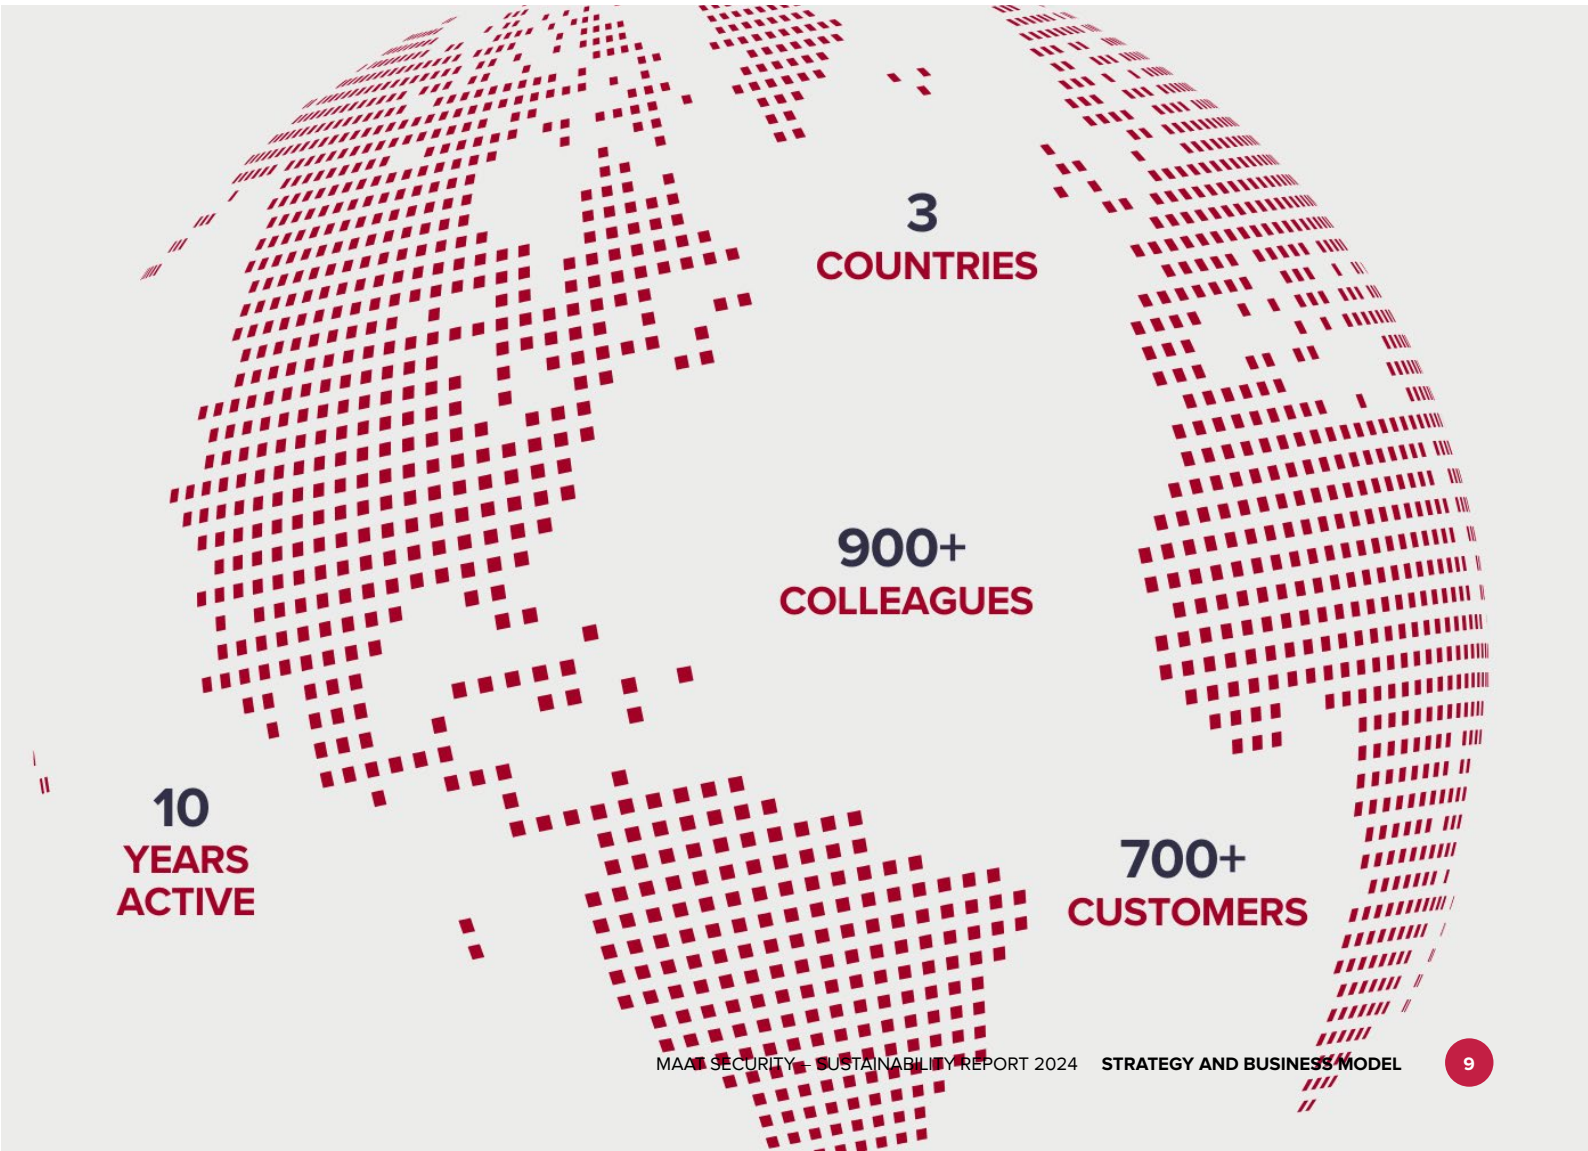 3
COUNTRIES
900+
COLLEAGUES
10
YEARS
ACTIVE
700+
CUSTOMERS
MAAT SECURITY – SUSTAINABILITY REPORT 2024 STRATEGY AND BUSINESS MODEL 9